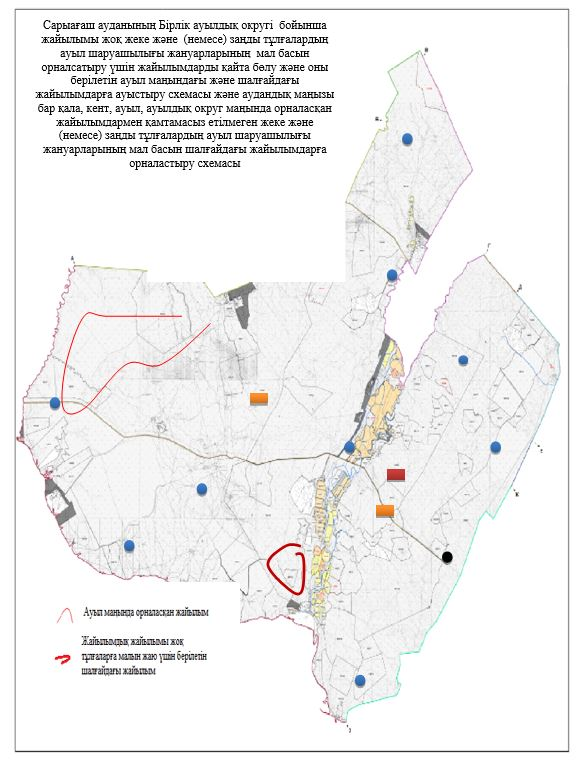 Сарыағаш ауданының Бірлік ауылдық округі бойынша
жайылымы жоқ жеке және (немесе) заңды тұлғалардың
ауыл шаруашылығы жануарларының мал басын
орналсатыру үшін жайылымдарды қайта бөлу және оны
берілетін ауыл маңындағы және шалғайдағы
жайылымдарға ауыстыру схемасы және аудандық маңызы
бар қала, кент, ауыл, ауылдық округ маңында орналасқан
жайылымдармен қамтамасыз етілмеген жеке және
(немесе) заңды тұлғалардың ауыл шаруашылығы
жануарларының мал басын шалғайдағы жайылымдарға
орналастыру схемасы
Ауыл маңында орналасқан жайылым
Жайылымдық жайылымы жоқ
тұлғаларға малын жаю үшін берілетін
шалғайдағы жайылым